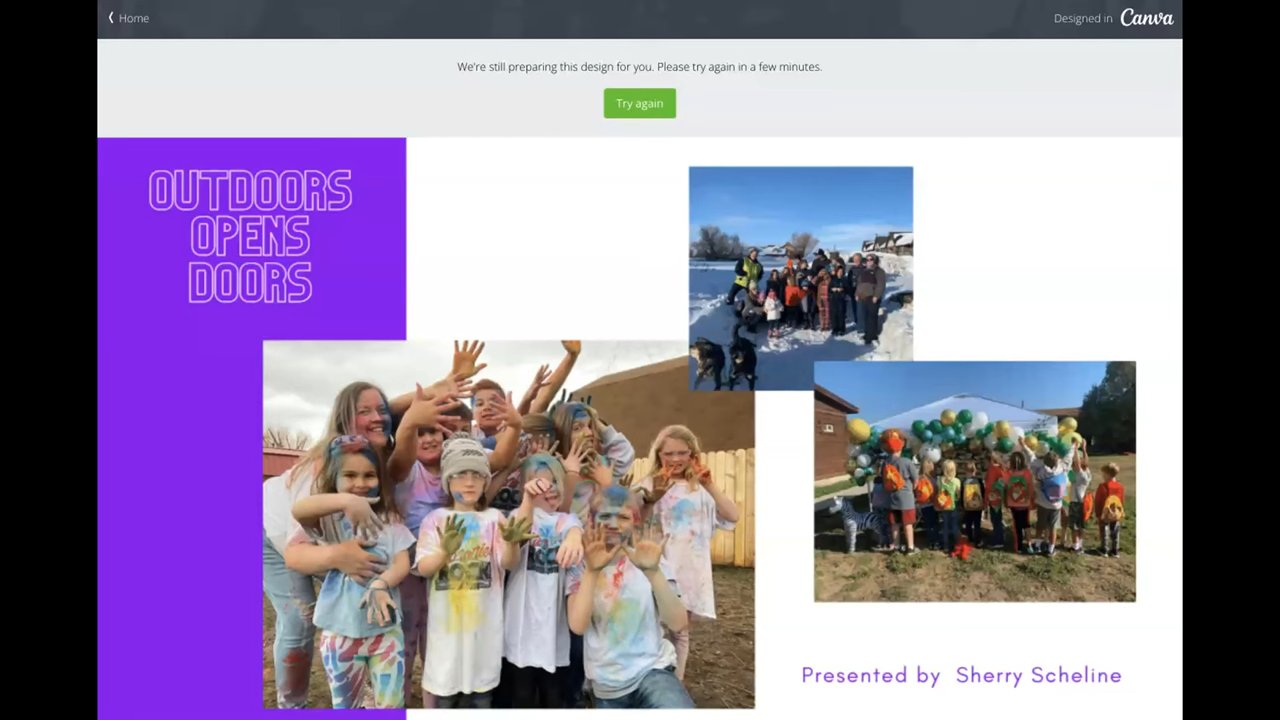 Home
Designed in Canva
We're still preparing this design for you. Please try again in a few minutes.
Try again
OUTDOORS
OPENS
DOORS
Presented by Sherry Scheline